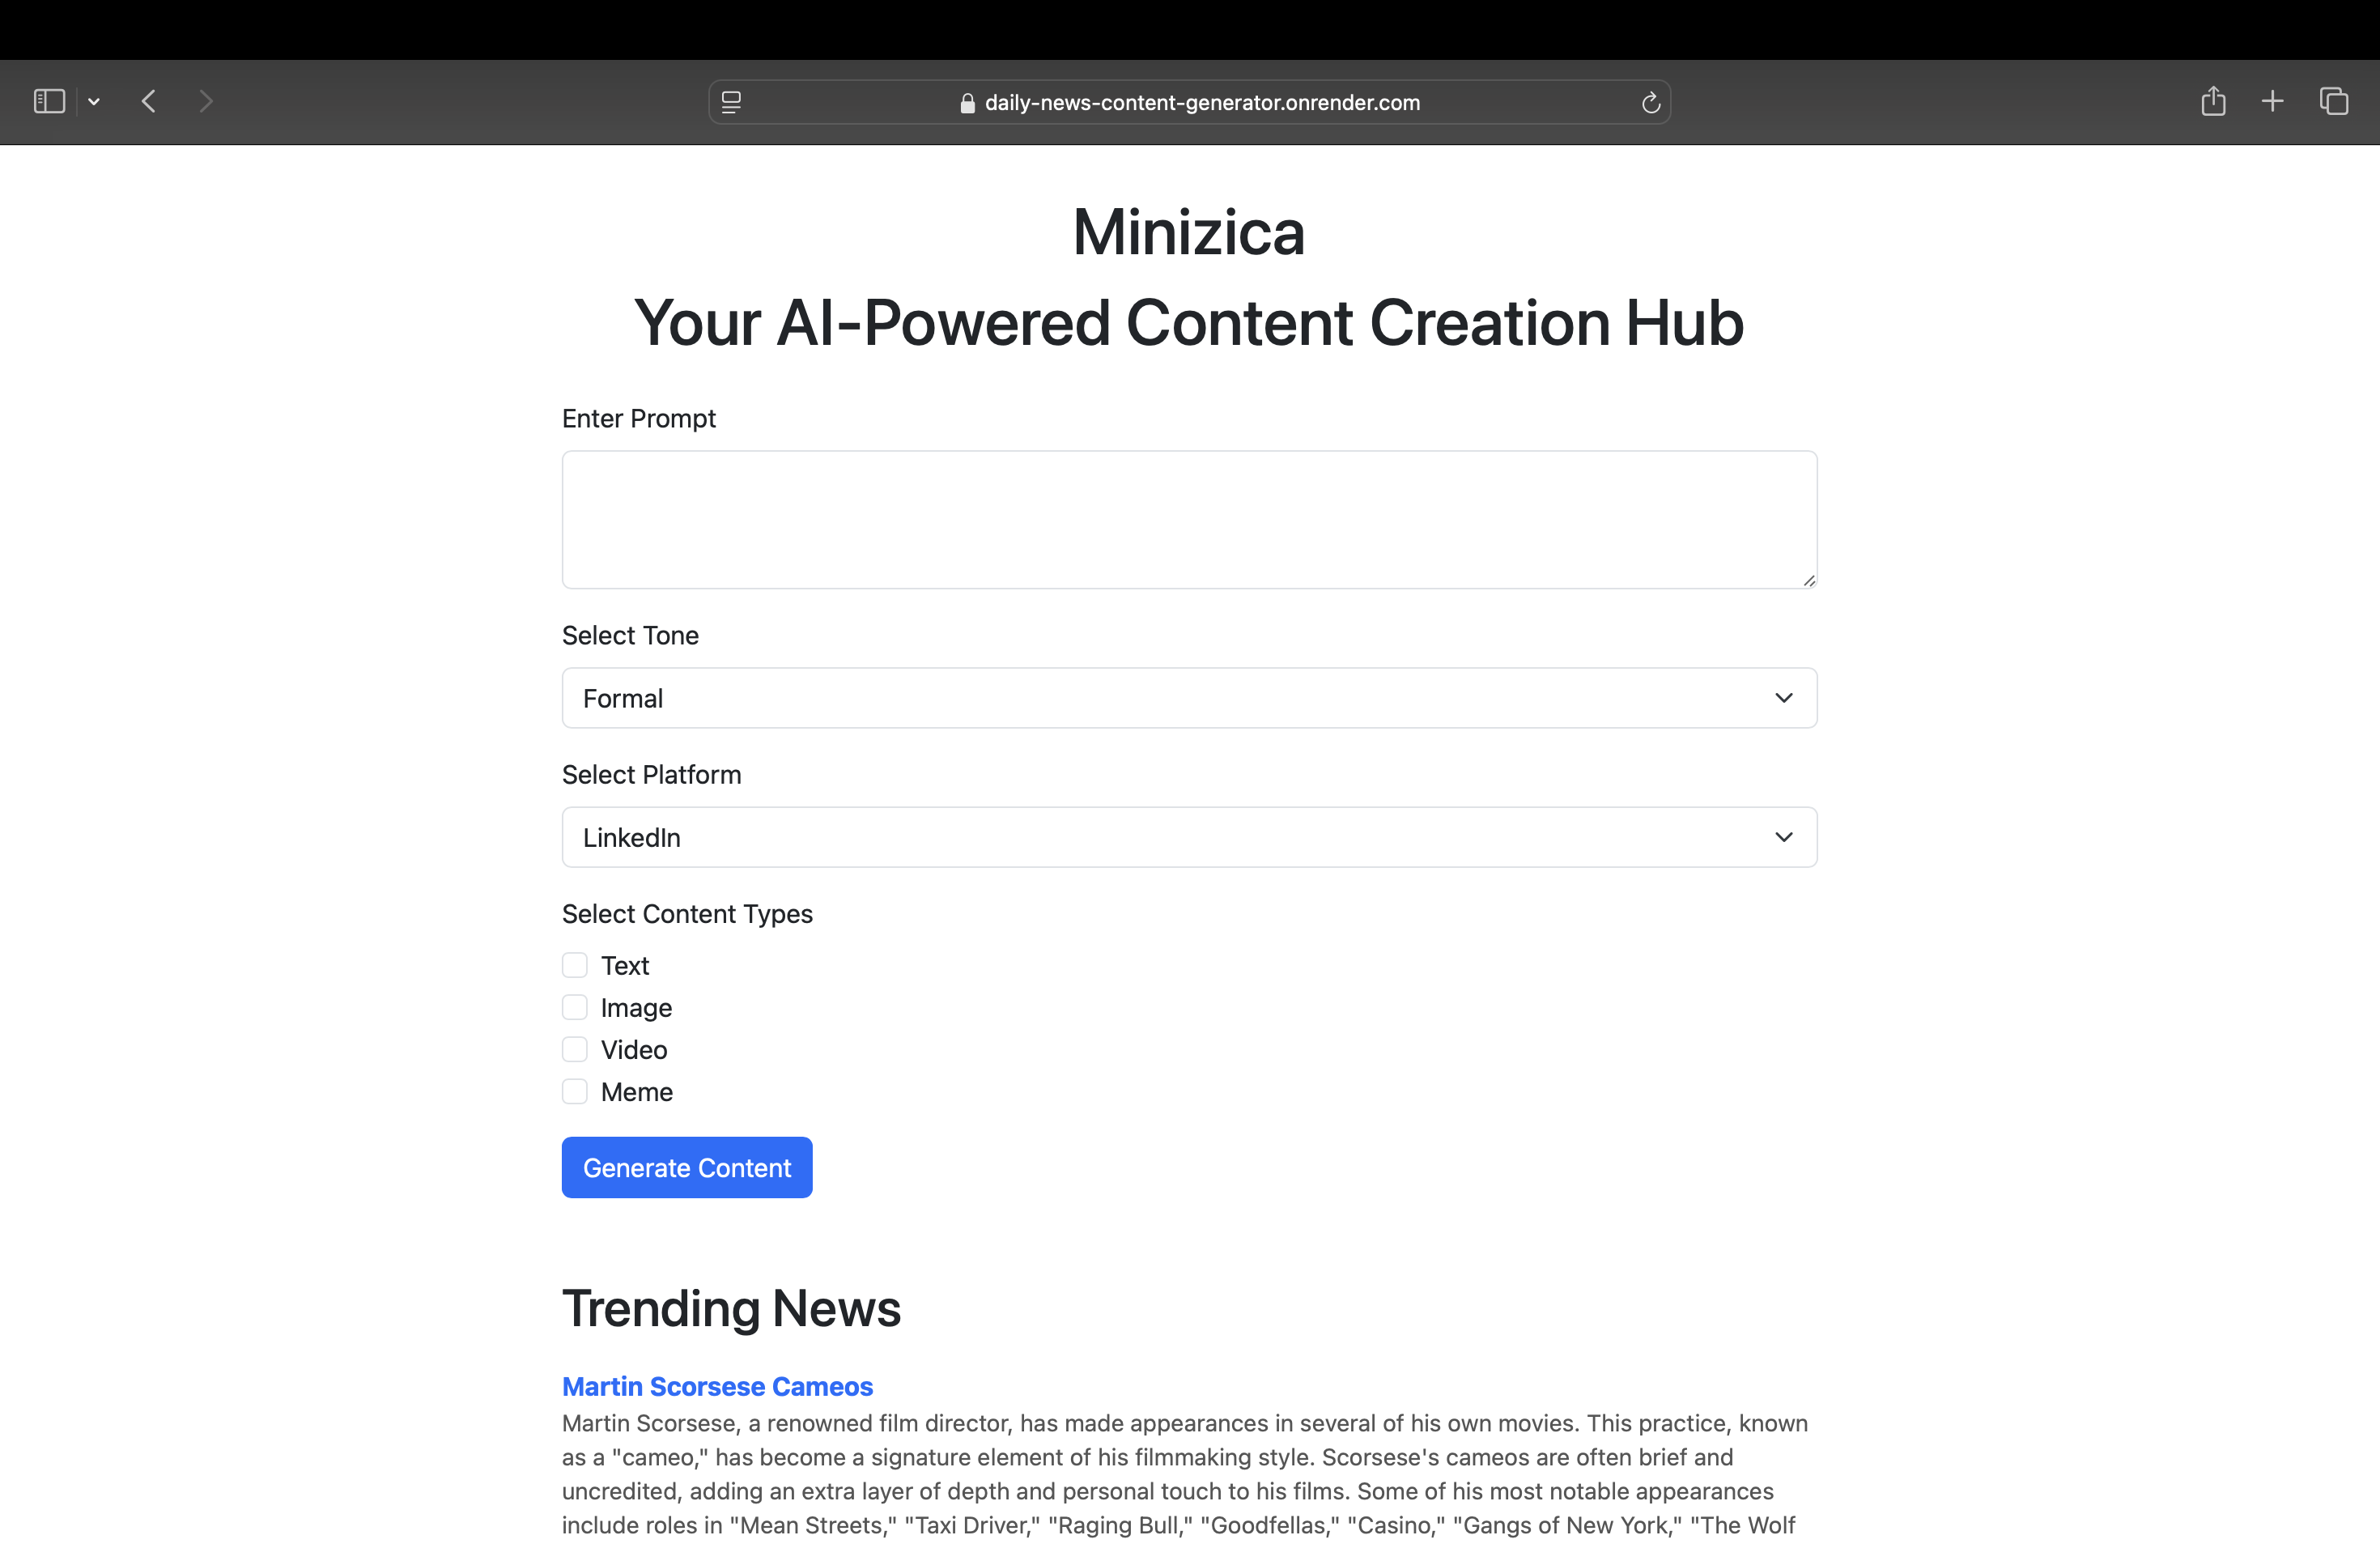 daily-news-content-generator.onrender.com
Minizica
Your AI-Powered Content Creation Hub
Enter Prompt
Select Tone
Formal
Select Platform
LinkedIn
Select Content Types
Text
Image
Video
Meme
Generate Content
Trending News
Martin Scorsese Cameos
Martin Scorsese, a renowned film director, has made appearances in several of his own movies. This practice, known
as a "cameo," has become a signature element of his filmmaking style. Scorsese's cameos are often brief and
uncredited, adding an extra layer of depth and personal touch to his films. Some of his most notable appearances
include roles in "Mean Streets," "Taxi Driver," "Raging Bull," "Goodfellas," "Casino," "Gangs of New York," "The Wolf